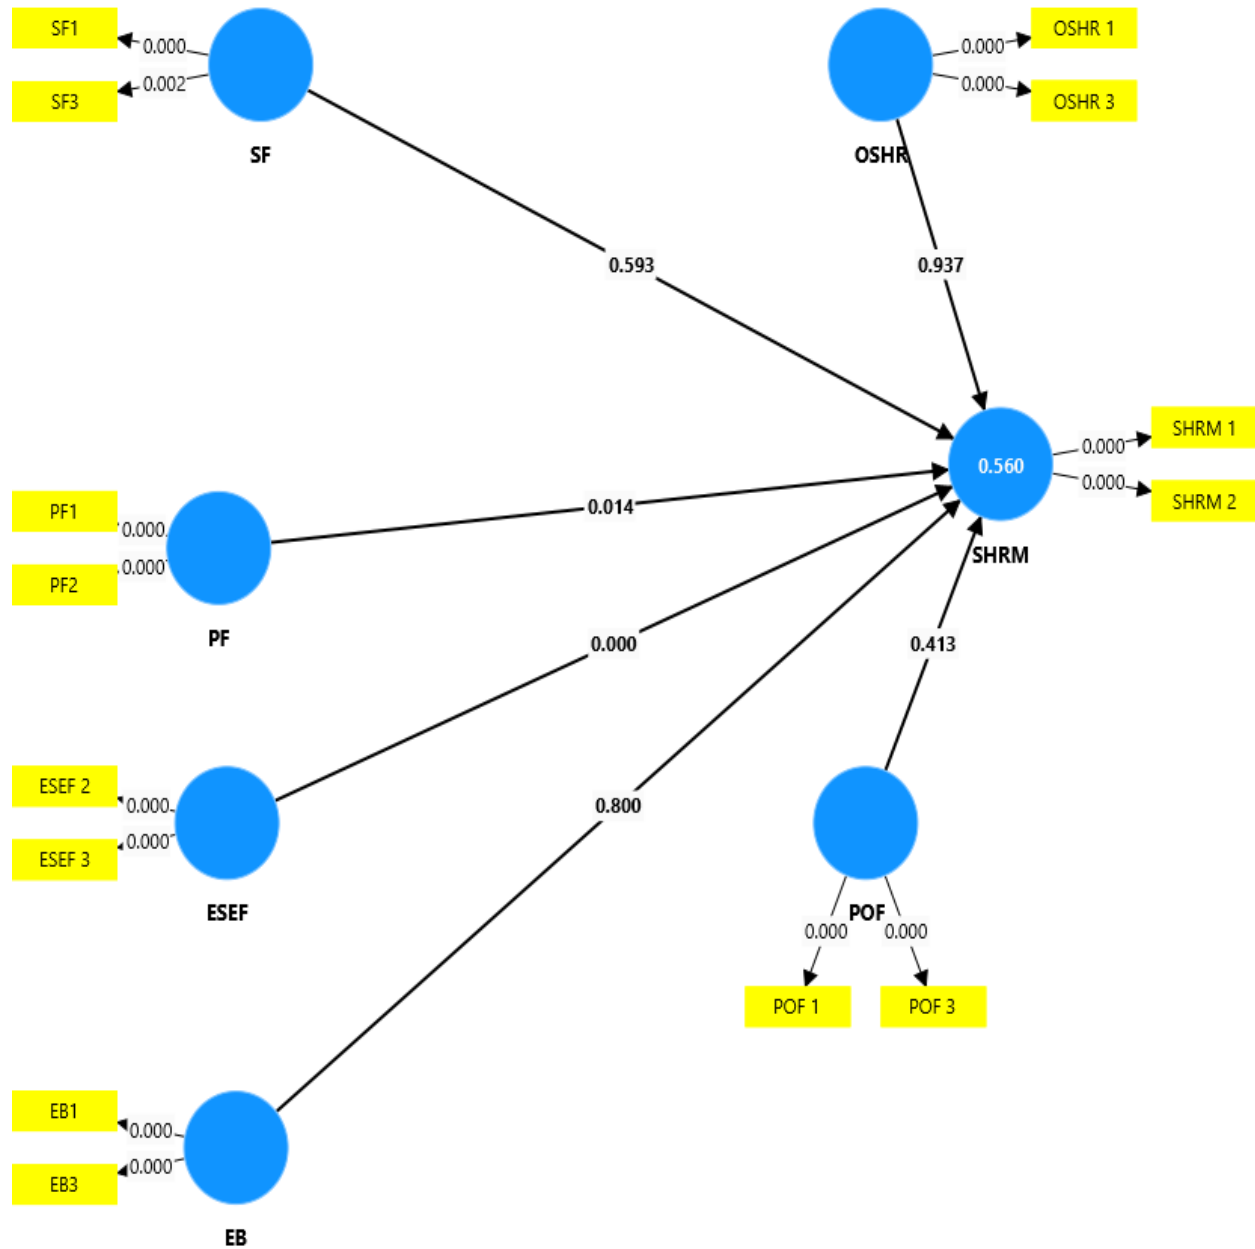 SF1
0.000
0.002
SF3
SF
OSHR 1
0.000
0.000
OSHR 3
OSHR
0.593
0.937
SHRM 1
0.000
0.560
0.000
SHRM 2
SHRM
PF1
0.000
0.000
PF2
PF
0.014
0.000
0.413
ESEF 2
0.000
0.000
ESEF 3
ESEF
0.800
POF
0.000
0.000
POF 1
POF 3
EB1
0.000
0.000
EB3
EB